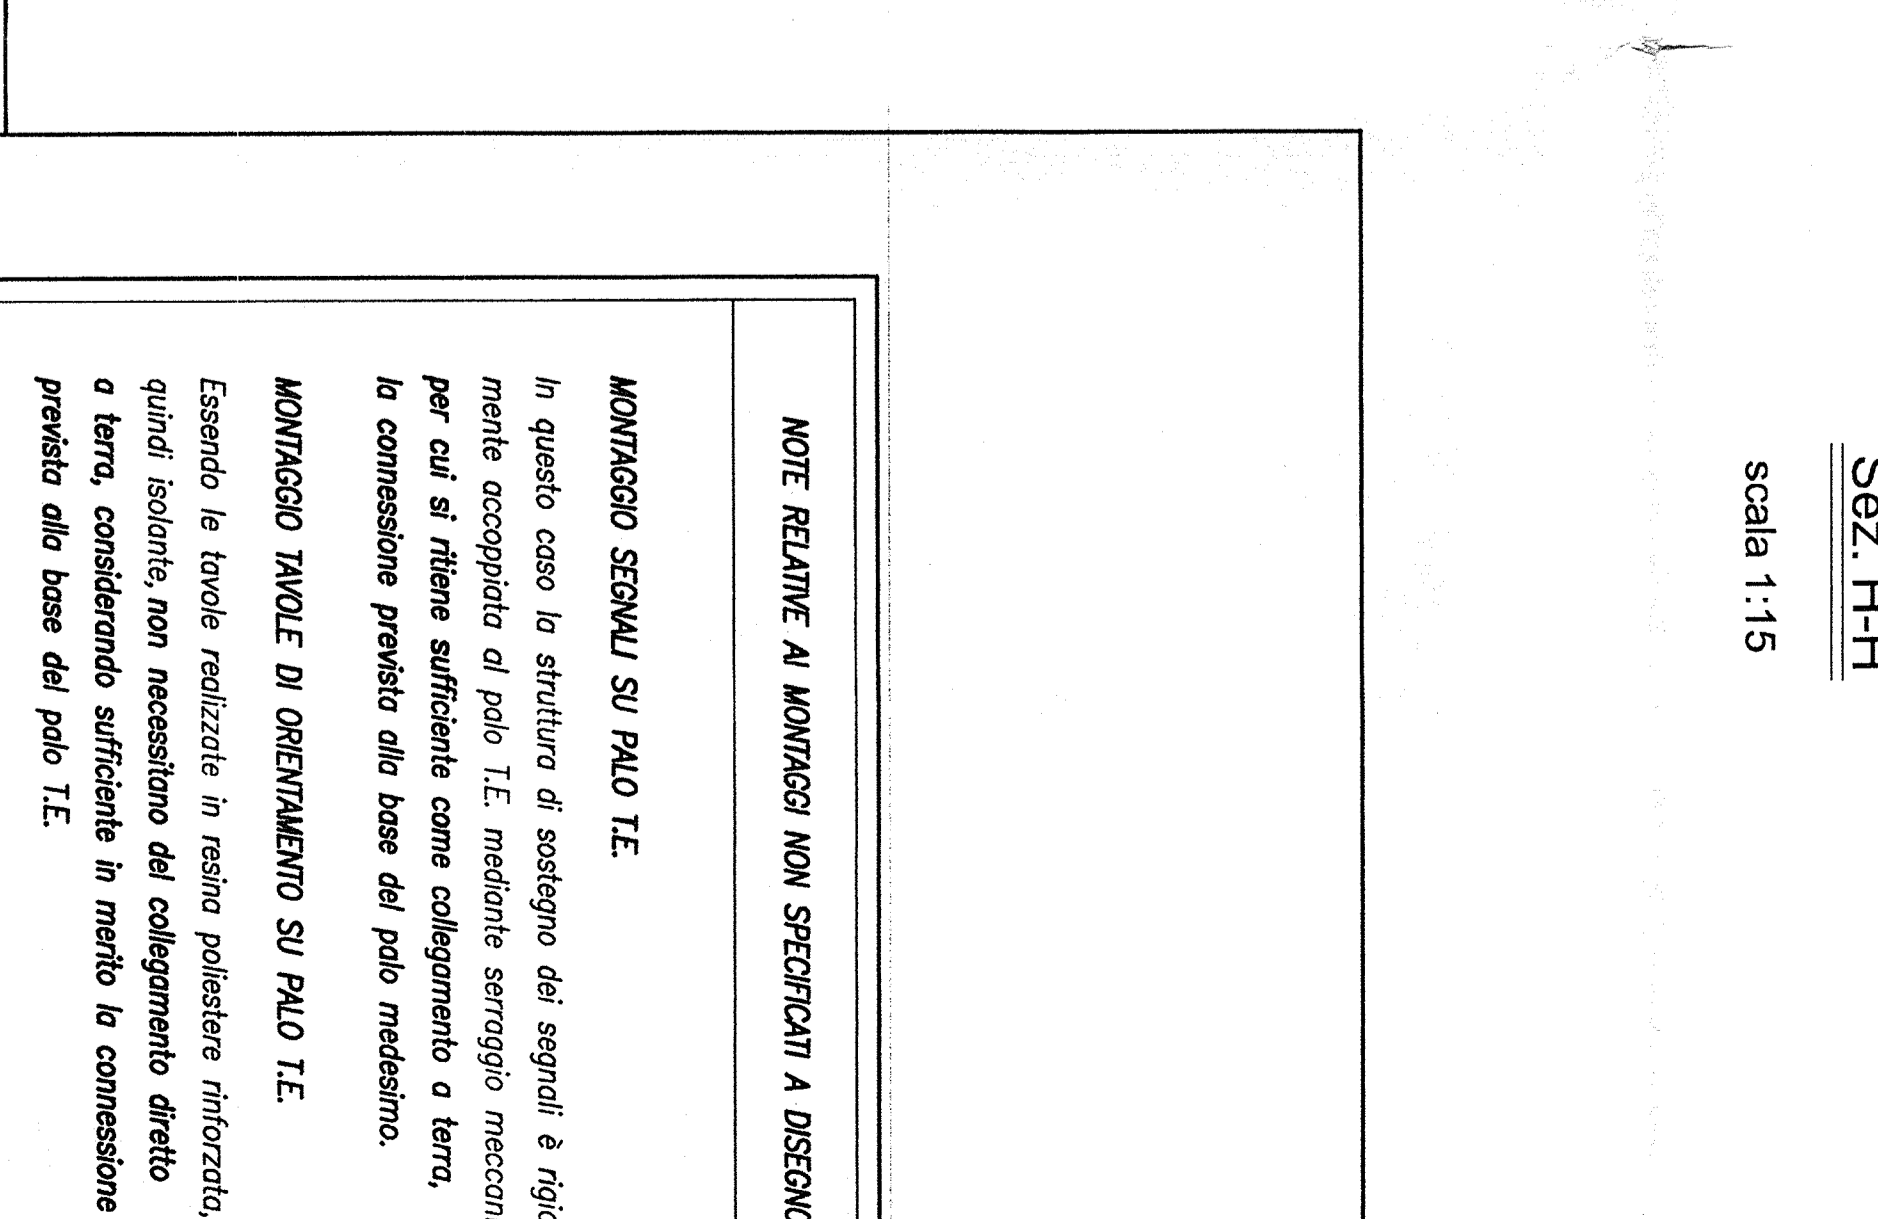 Sez. H-H
scala 1:15
NOTE RELATIVE AI MONTAGGI NON SPECIFICATI A DISEGNO
MONTAGGIO SEGNALI SU PALO T.E.
In questo caso la struttura di sostegno dei segnali è
mente accoppiata al palo T.E. mediante serraggio
per cui si ritiene sufficiente come collegamento a terra,
la connessione prevista alla base del palo medesimo.
MONTAGGIO TAVOLE DI ORIENTAMENTO SU PALO T.E.
Essendo le tavole realizzate in resina poliestere rinforzata,
quindi isolante, non necessitano del collegamento diretto
a terra, considerando sufficiente in merito la connessione
prevista alla base del palo T.E.